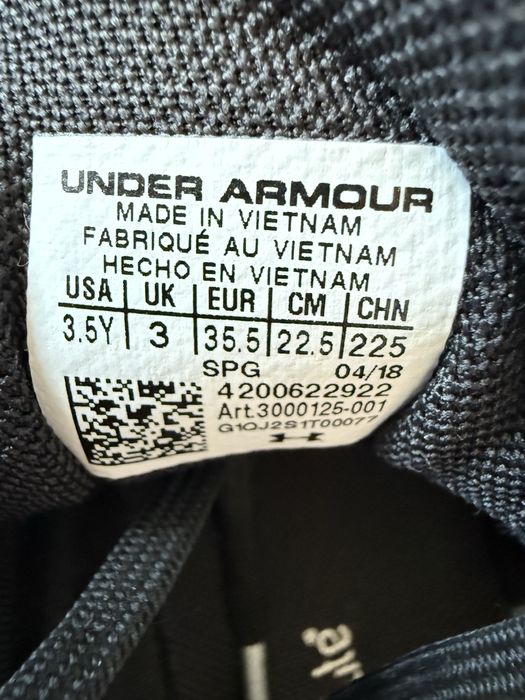 UNDER ARMOUR
MADE IN VIETNAM
FABRIQUÉ AU VIETNAM
HECHO EN VIETNAM
USA UK EUR CM CHN
3.5Y 3 35.5 22.5 225
SPG 04/18
4200622922
Art.3000125-001
G1QJ2S1T00077